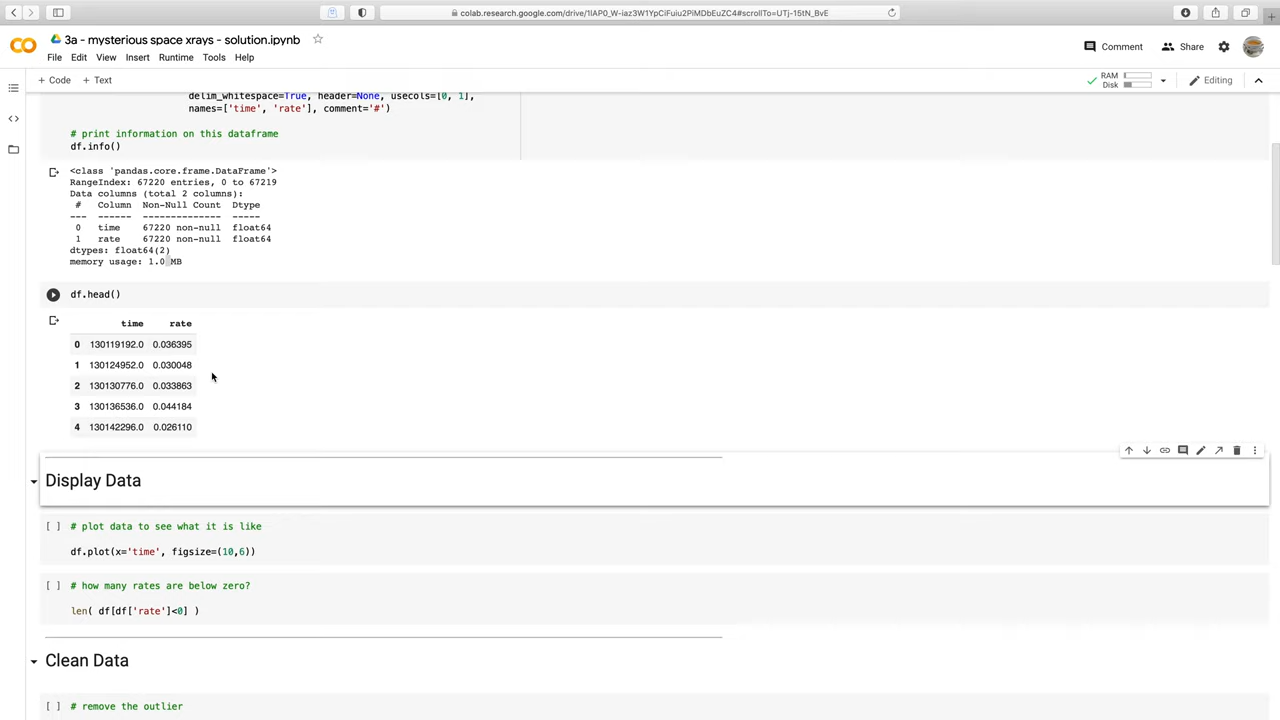 colab.research.google.com/drive/1lAP0_W-iaz3W1YpCiFuiu2PiMDbEuZC4#scrollTo=UTj-15tN_BvE
3a - mysterious space xrays - solution.ipynb
File Edit View Insert Runtime Tools Help
Comment Share
+ Code + Text
RAM
Disk
Editing
delim_whitespace=True, header=None, usecols=[0, 1],
names=['time', 'rate'], comment='#')
# print information on this dataframe
df.info()
<class 'pandas.core.frame.DataFrame'>
RangeIndex: 67220 entries, 0 to 67219
Data columns (total 2 columns):
# Column Non-Null Count Dtype
--- ------ -------------- -----
0 time 67220 non-null float64
1 rate 67220 non-null float64
dtypes: float64(2)
memory usage: 1.0 MB
df.head()
time rate
0 130119192.0 0.036395
1 130124952.0 0.030048
2 130130776.0 0.033863
3 130136536.0 0.044184
4 130142296.0 0.026110
Display Data
[ ] # plot data to see what it is like
df.plot(x='time', figsize=(10,6))
[ ] # how many rates are below zero?
len( df[df['rate']<0] )
Clean Data
[ ] # remove the outlier